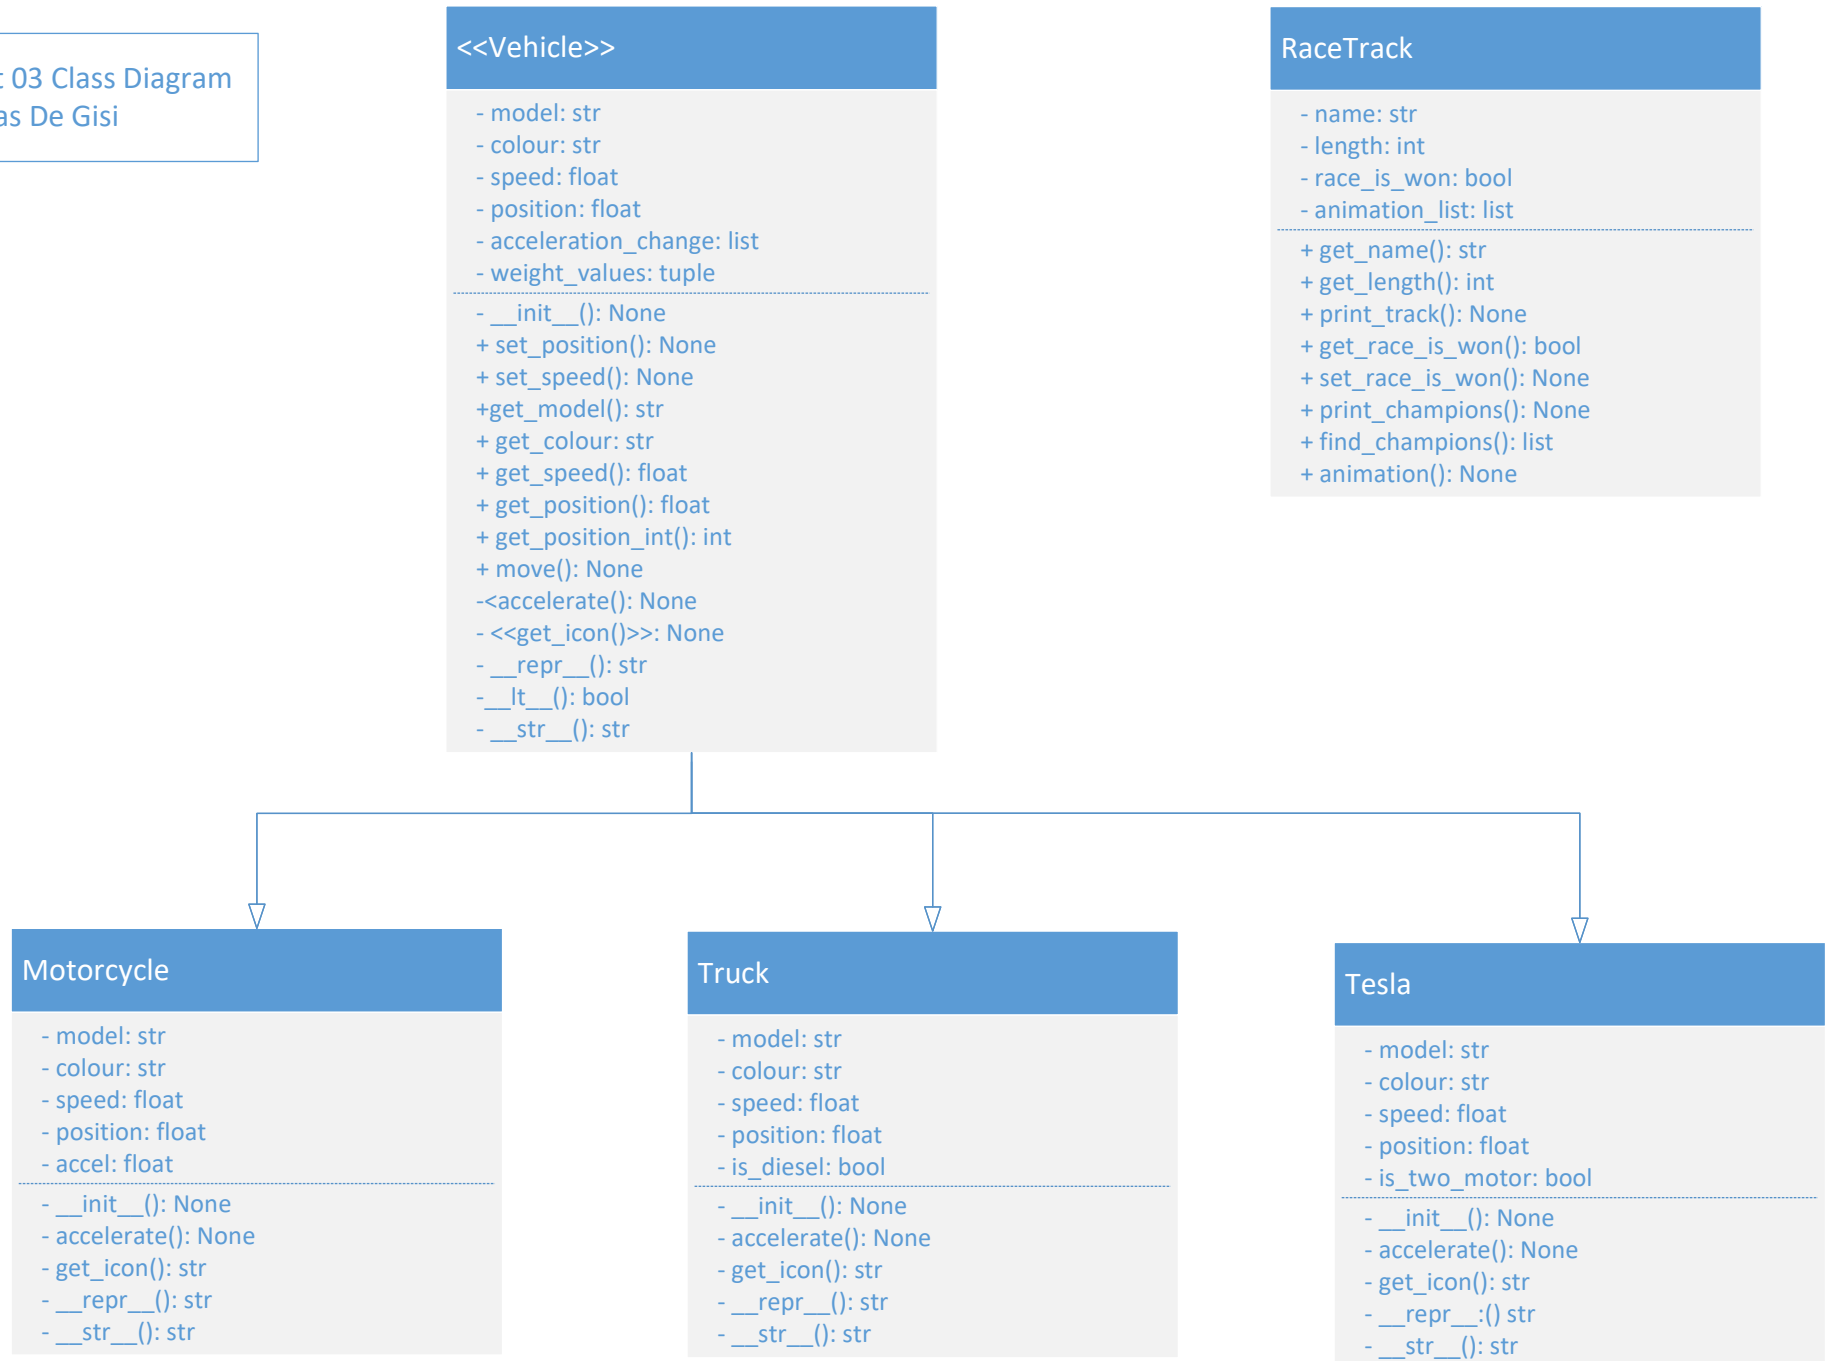 03 Class Diagram
De Gisi
<<Vehicle>>
- model: str
- colour: str
- speed: float
- position: float
- acceleration_change: list
- weight_values: tuple
- __init__(): None
+ set_position(): None
+ set_speed(): None
+get_model(): str
+ get_colour: str
+ get_speed(): float
+ get_position(): float
+ get_position_int(): int
+ move(): None
-<accelerate(): None
- <<get_icon()>>: None
- __repr__(): str
-__lt__(): bool
- __str__(): str
RaceTrack
- name: str
- length: int
- race_is_won: bool
- animation_list: list
+ get_name(): str
+ get_length(): int
+ print_track(): None
+ get_race_is_won(): bool
+ set_race_is_won(): None
+ print_champions(): None
+ find_champions(): list
+ animation(): None
Motorcycle
- model: str
- colour: str
- speed: float
- position: float
- accel: float
- __init__(): None
- accelerate(): None
- get_icon(): str
- __repr__(): str
- __str__(): str
Truck
- model: str
- colour: str
- speed: float
- position: float
- is_diesel: bool
- __init__(): None
- accelerate(): None
- get_icon(): str
- __repr__(): str
- __str__(): str
Tesla
- model: str
- colour: str
- speed: float
- position: float
- is_two_motor: bool
- __init__(): None
- accelerate(): None
- get_icon(): str
- __repr__:() str
- __str__(): str